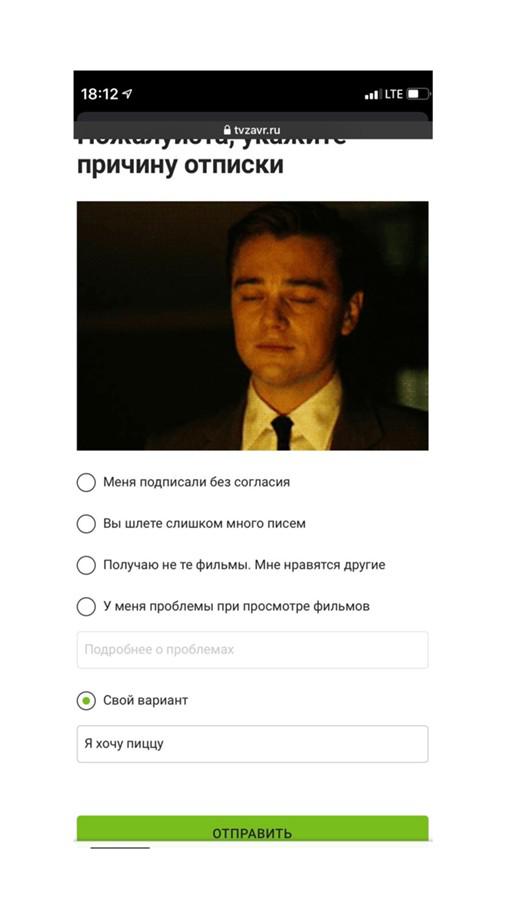 18:12
LTE
tvzavr.ru
Пожалуйста, укажите
причину отписки
Меня подписали без согласия
Вы шлете слишком много писем
Получаю не те фильмы. Мне нравятся другие
У меня проблемы при просмотре фильмов
Подробнее о проблемах
Свой вариант
Я хочу пиццу
ОТПРАВИТЬ